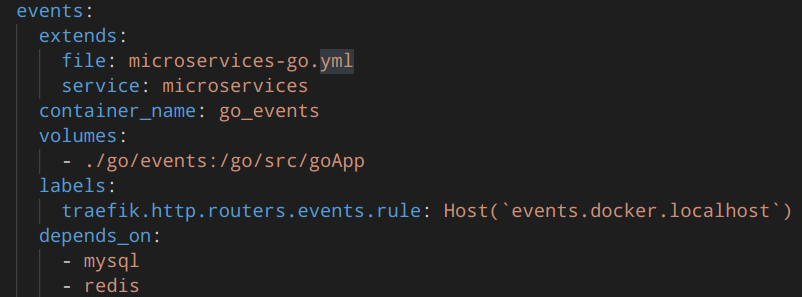 events:
  extends:
    file: microservices-go.yml
    service: microservices
  container_name: go_events
  volumes:
    - ./go/events:/go/src/goApp
  labels:
    traefik.http.routers.events.rule: Host(`events.docker.localhost`)
  depends_on:
    - mysql
    - redis